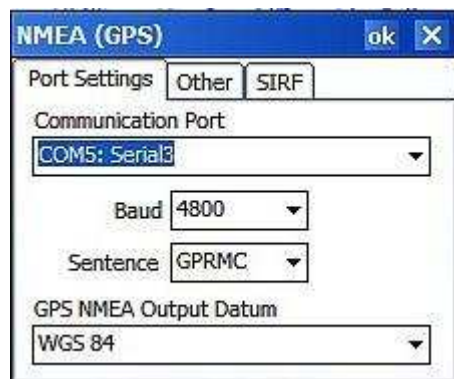 NMEA (GPS) ok X
Port Settings Other SIRF
Communication Port
COM5: Serial3
Baud 4800
Sentence GPRMC
GPS NMEA Output Datum
WGS 84